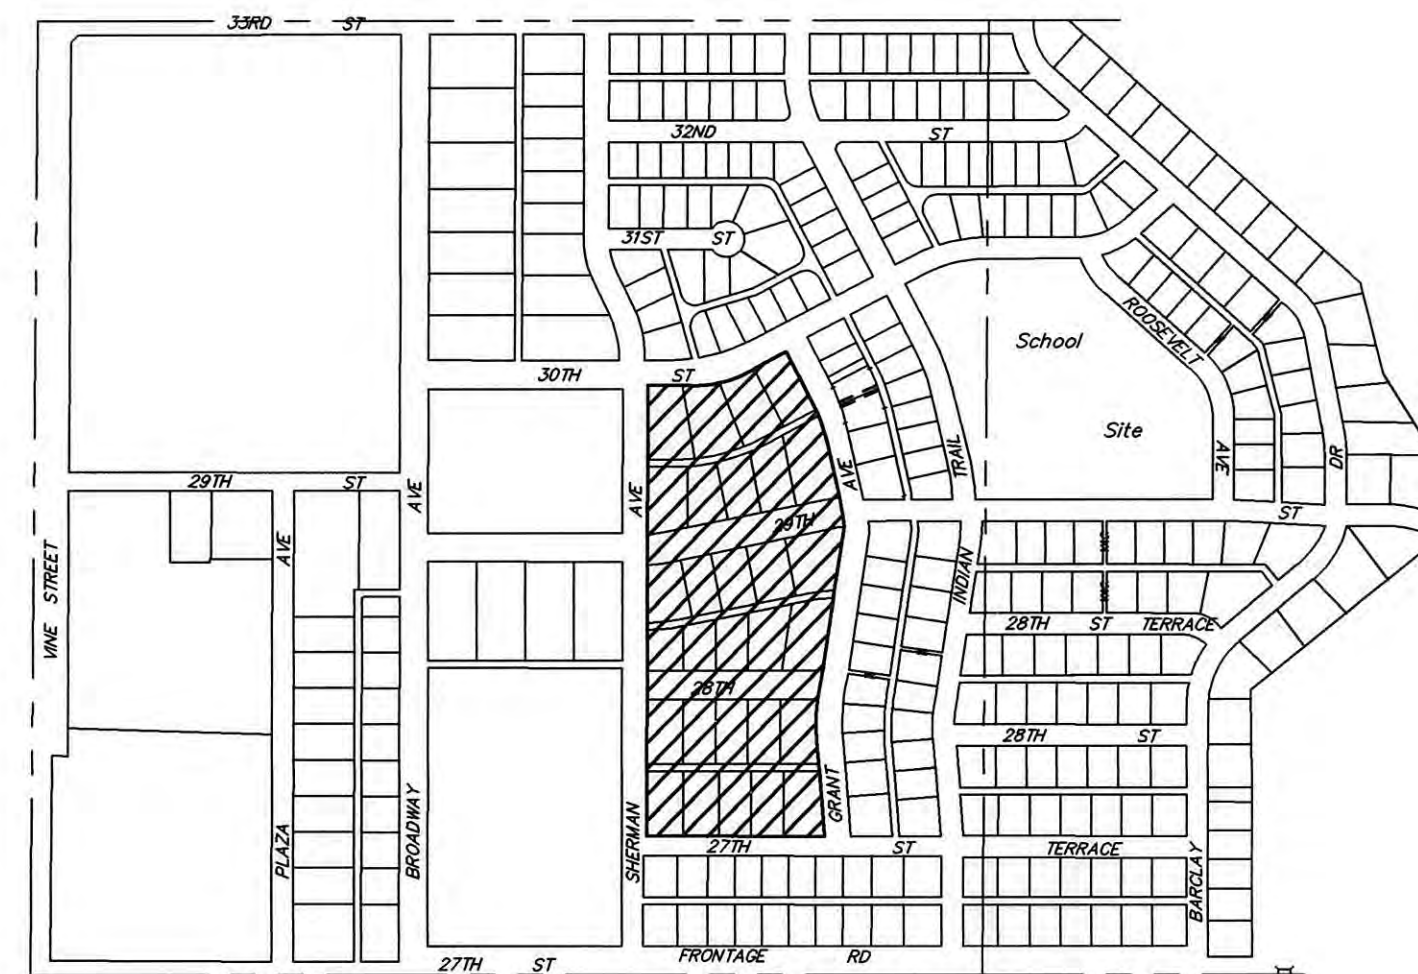 33RD ST
32ND ST
31ST ST
30TH ST
ROOSEVELT AVE
School
Site
29TH ST
AVE
AVE
AVE
TRAIL
DR
29TH
ST
VINE STREET
AVE
INDIAN
28TH ST TERRACE
28TH
28TH ST
PLAZA
BROADWAY
SHERMAN
GRANT
27TH ST TERRACE
BARCLAY
FRONTAGE RD
27TH ST